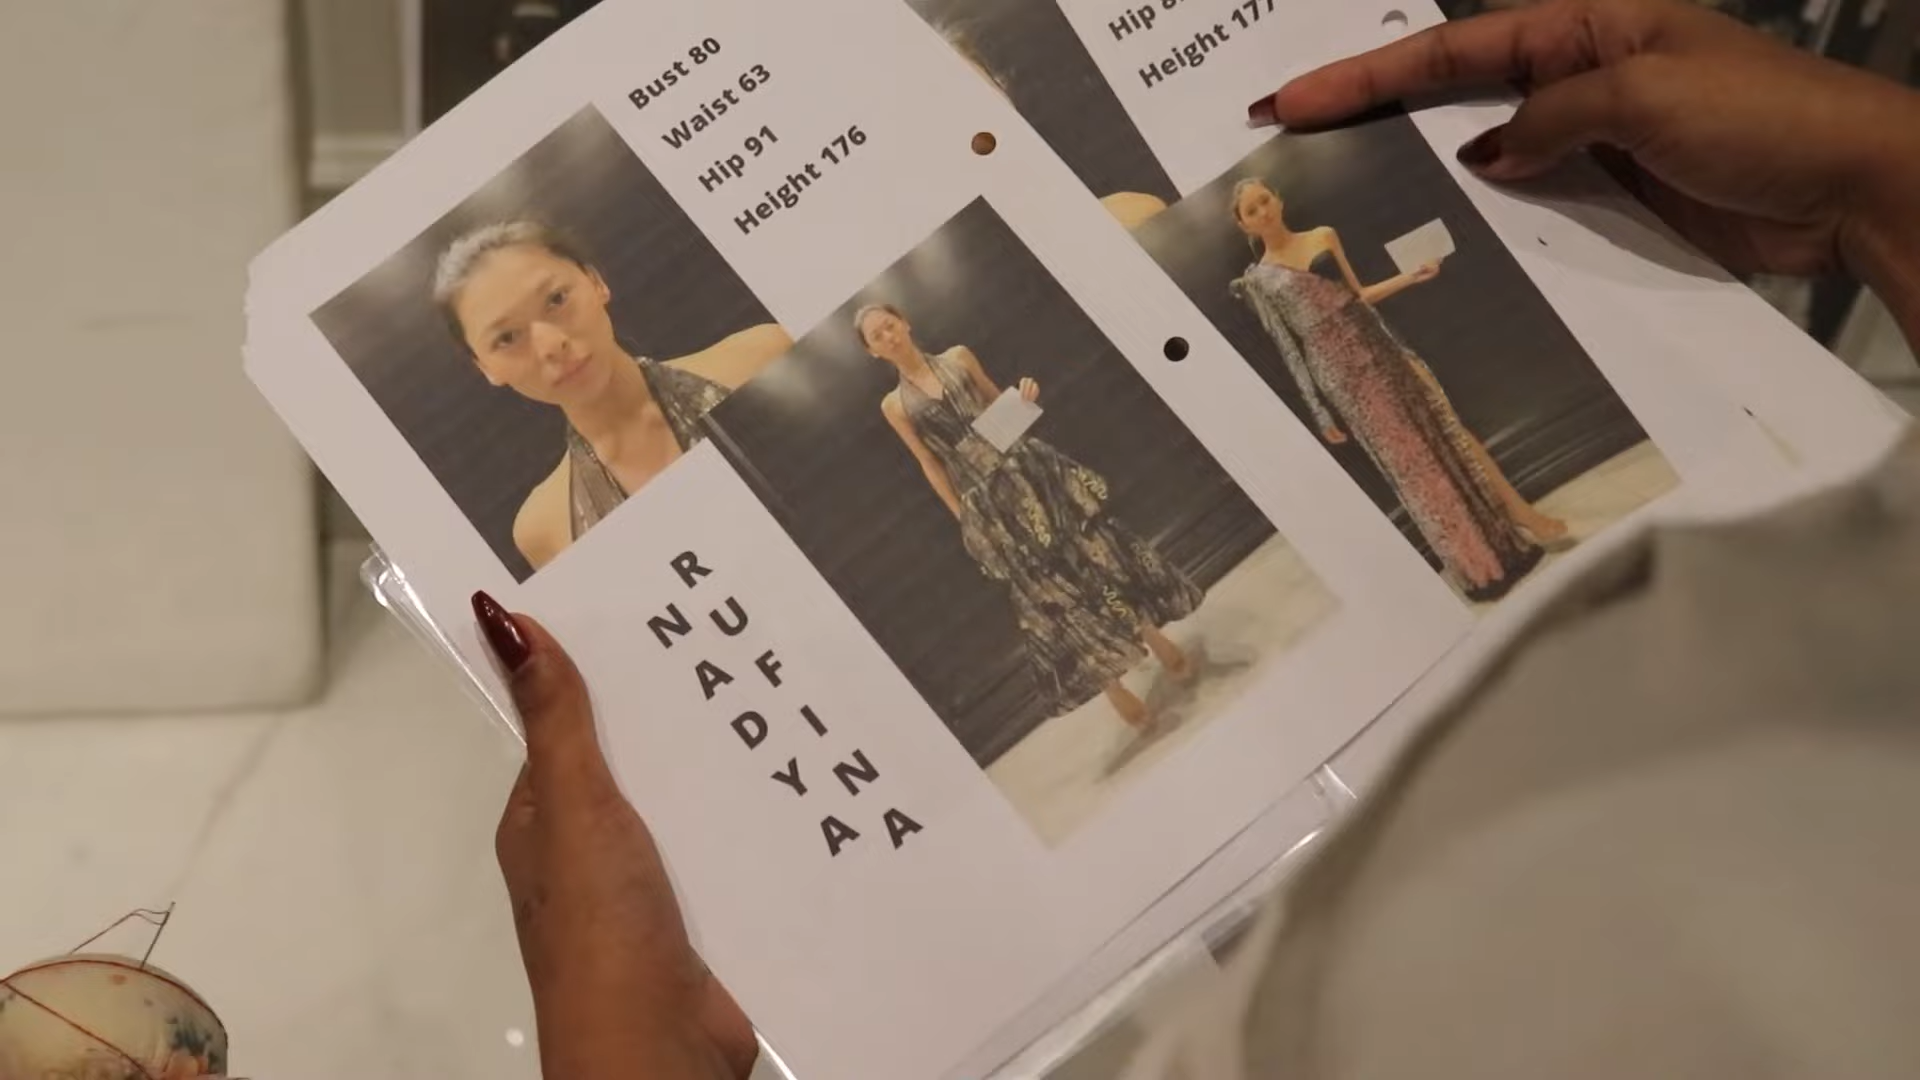 Bust 80
Waist 63
Hip 91
Height 176
NADYA
RUFINA
Hip
Height 177